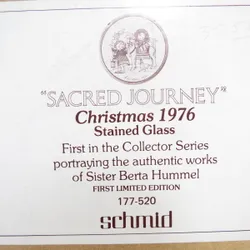 "SACRED JOURNEY"
Christmas 1976
Stained Glass
First in the Collector Series
portraying the authentic works
of Sister Berta Hummel
FIRST LIMITED EDITION
177-520
schmid